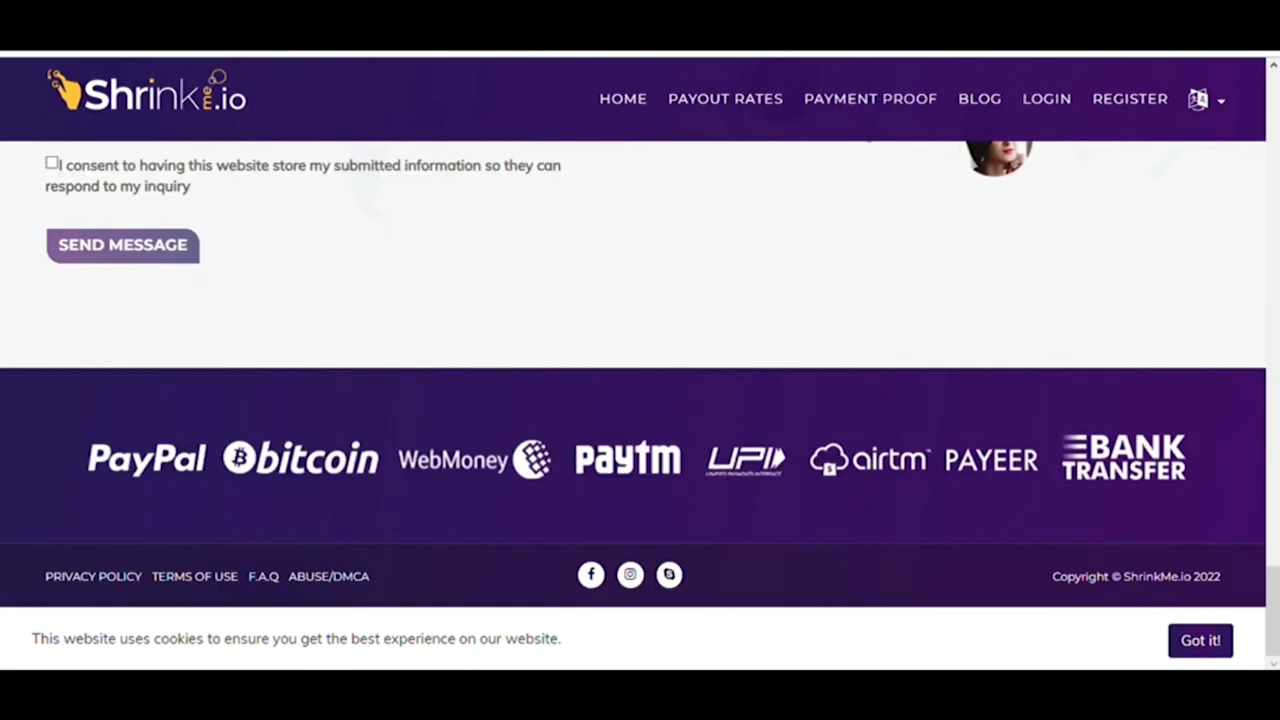 Shrinkme.io
HOME PAYOUT RATES PAYMENT PROOF BLOG LOGIN REGISTER
I consent to having this website store my submitted information so they can
respond to my inquiry
SEND MESSAGE
PayPal bitcoin WebMoney paytm UPI airtm PAYEER BANK TRANSFER
PRIVACY POLICY TERMS OF USE F.A.Q ABUSE/DMCA
Copyright © ShrinkMe.io 2022
This website uses cookies to ensure you get the best experience on our website.
Got it!